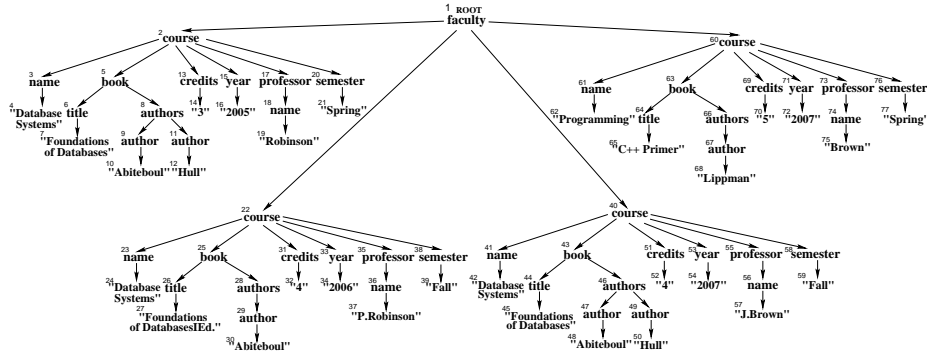 1 ROOT
faculty
2 course
60 course
3 name
5 book
13 credits
15 year
17 professor
20 semester
4 "Database
Systems"
6 title
8 authors
14 "3"
16 "2005"
18 name
21 "Spring"
7 "Foundations
of Databases"
9 author
11 author
19 "Robinson"
10 "Abiteboul"
12 "Hull"
61 name
63 book
69 credits
71 year
73 professor
76 semester
62 "Programming"
64 title
66 authors
70 "5"
72 "2007"
74 name
77 "Spring"
65 "C++ Primer"
67 author
75 "Brown"
68 "Lippman"
22 course
23 name
25 book
31 credits
33 year
35 professor
38 semester
24 "Database
Systems"
26 title
28 authors
32 "4"
34 "2006"
36 name
39 "Fall"
27 "Foundations
of DatabasesIEd."
29 author
37 "P.Robinson"
30 "Abiteboul"
40 course
41 name
43 book
51 credits
53 year
55 professor
58 semester
42 "Database
Systems"
44 title
46 authors
52 "4"
54 "2007"
56 name
59 "Fall"
45 "Foundations
of Databases"
47 author
49 author
57 "J.Brown"
48 "Abiteboul"
50 "Hull"